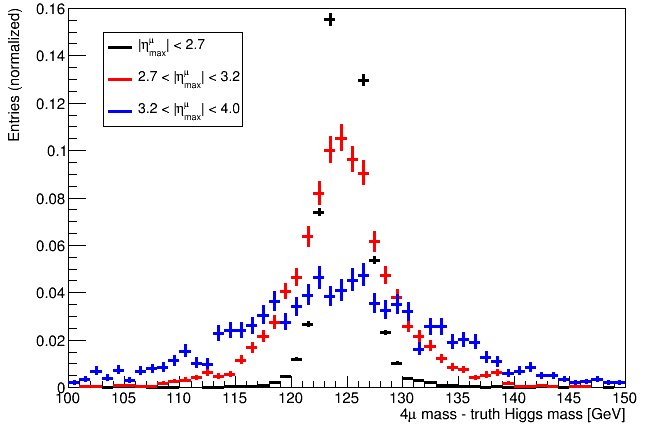 Entries (normalized)
0.16
0.14
0.12
0.1
0.08
0.06
0.04
0.02
0
|η^μ_max| < 2.7
2.7 < |η^μ_max| < 3.2
3.2 < |η^μ_max| < 4.0
100 105 110 115 120 125 130 135 140 145 150
4μ mass - truth Higgs mass [GeV]